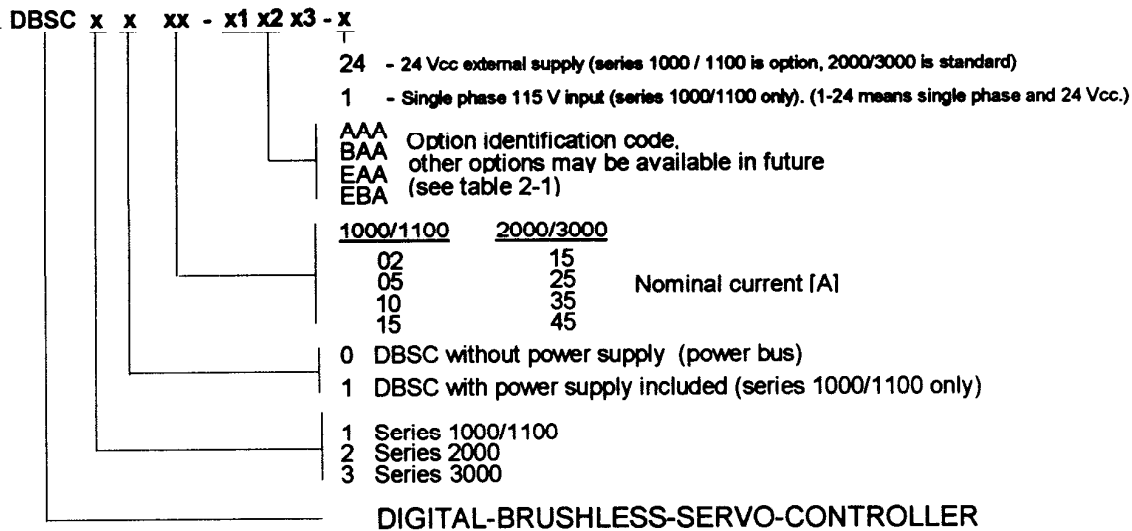 DBSC x x xx - x1 x2 x3 - x
24 - 24 Vcc external supply (series 1000 / 1100 is option, 2000/3000 is standard)
1 - Single phase 115 V input (series 1000/1100 only). (1-24 means single phase and 24 Vcc.)
AAA
BAA
EAA
EBA
Option identification code,
other options may be available in future
(see table 2-1)
1000/1100 2000/3000
02 15
05 25
10 35
15 45
Nominal current [A]
0 DBSC without power supply (power bus)
1 DBSC with power supply included (series 1000/1100 only)
1 Series 1000/1100
2 Series 2000
3 Series 3000
DIGITAL-BRUSHLESS-SERVO-CONTROLLER